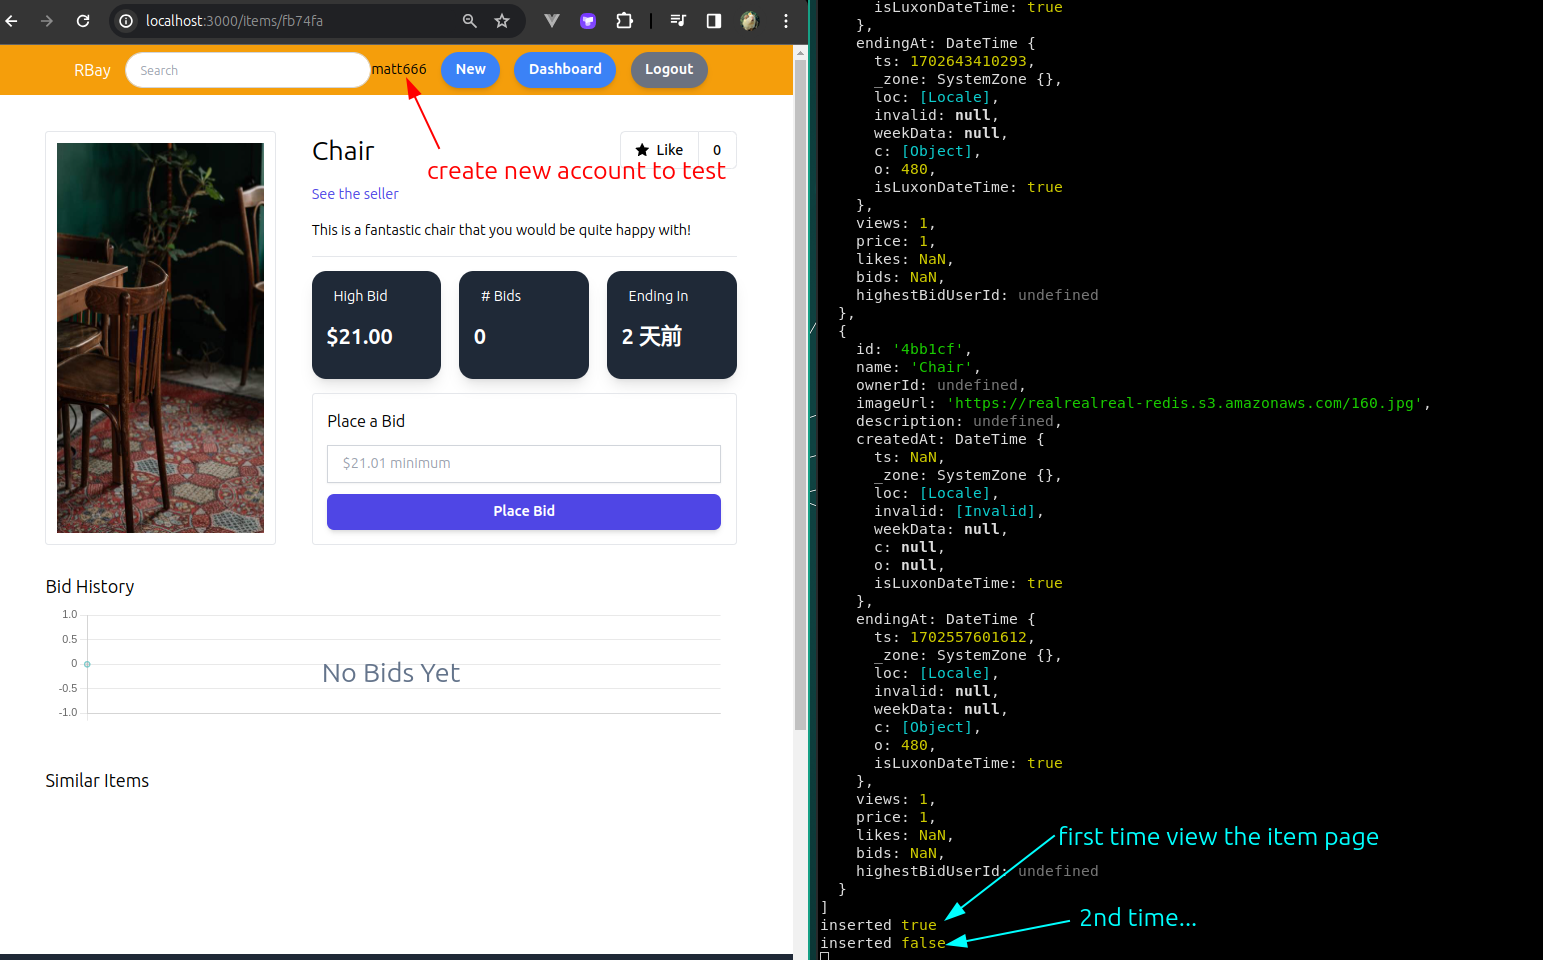 localhost:3000/items/fb74fa
RBay
Search
matt666
New
Dashboard
Logout
create new account to test
Chair
Like
0
See the seller
This is a fantastic chair that you would be quite happy with!
High Bid
$21.00
# Bids
0
Ending In
2 天前
Place a Bid
$21.01 minimum
Place Bid
Bid History
1.0
0.5
0
-0.5
-1.0
No Bids Yet
Similar Items
isLuxonDateTime: true
},
endingAt: DateTime {
ts: 1702643410293,
_zone: SystemZone {},
loc: [Locale],
invalid: null,
weekData: null,
c: [Object],
o: 480,
isLuxonDateTime: true
},
views: 1,
price: 1,
likes: NaN,
bids: NaN,
highestBidUserId: undefined
},
{
id: '4bb1cf',
name: 'Chair',
ownerId: undefined,
imageUrl: 'https://realrealreal-redis.s3.amazonaws.com/160.jpg',
description: undefined,
createdAt: DateTime {
ts: NaN,
_zone: SystemZone {},
loc: [Locale],
invalid: [Invalid],
weekData: null,
c: null,
o: null,
isLuxonDateTime: true
},
endingAt: DateTime {
ts: 1702557601612,
_zone: SystemZone {},
loc: [Locale],
invalid: null,
weekData: null,
c: [Object],
o: 480,
isLuxonDateTime: true
},
views: 1,
price: 1,
likes: NaN,
bids: NaN,
highestBidUserId: undefined
}
]
first time view the item page
inserted true
2nd time...
inserted false